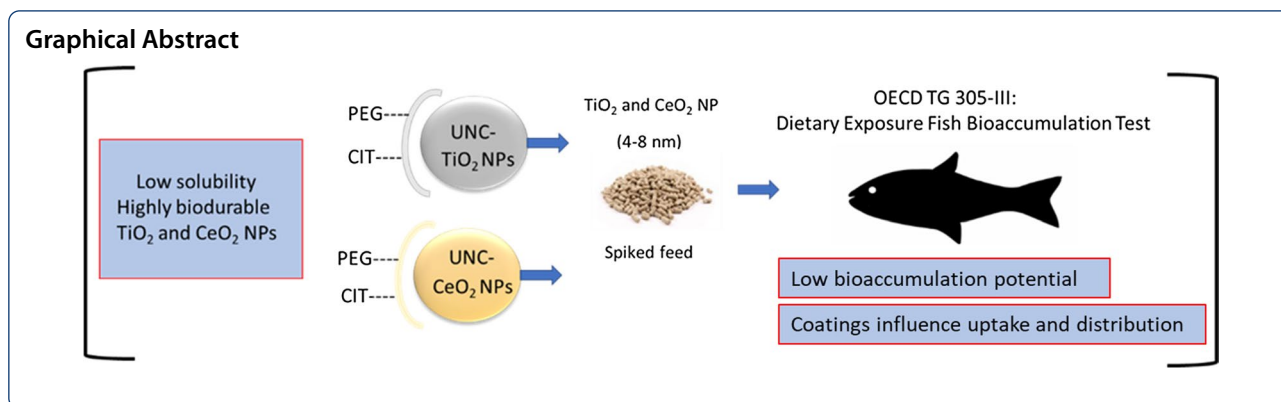 Graphical Abstract
Low solubility
Highly biodurable
TiO₂ and CeO₂ NPs
PEG----
CIT----
UNC-
TiO₂ NPs
PEG----
CIT----
UNC-
CeO₂ NPs
TiO₂ and CeO₂ NP
(4-8 nm)
Spiked feed
OECD TG 305-III:
Dietary Exposure Fish Bioaccumulation Test
Low bioaccumulation potential
Coatings influence uptake and distribution